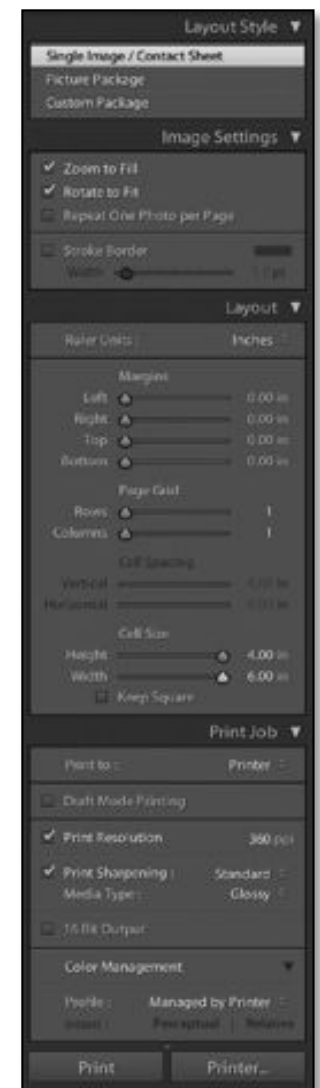 Layout Style ▼
Single Image / Contact Sheet
Picture Package
Custom Package
Image Settings ▼
Zoom to Fill
Rotate to Fit
Repeat One Photo per Page
Stroke Border
Width
Layout ▼
Ruler Units : Inches
Margins
Left 0.00 in
Right 0.00 in
Top 0.00 in
Bottom 0.00 in
Page Grid
Rows 1
Columns 1
Cell Spacing
Vertical
Horizontal
Cell Size
Height 4.00 in
Width 6.00 in
Keep Square
Print Job ▼
Print to : Printer
Draft Mode Printing
Print Resolution 360 ppi
Print Sharpening : Standard
Media Type : Glossy
16 Bit Output
Color Management ▼
Profile : Managed by Printer
Perceptual Relative
Print Printer...